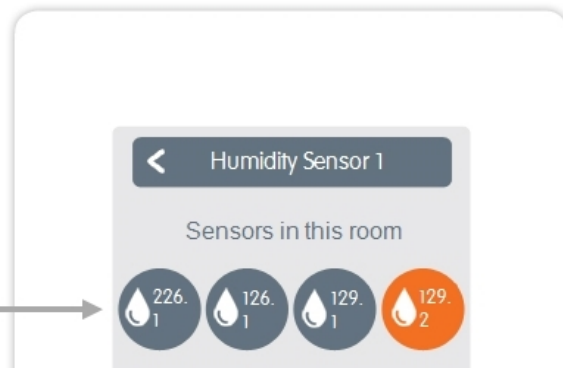 Humidity Sensor 1
Sensors in this room
226. 126. 129. 129.
1 1 1 2